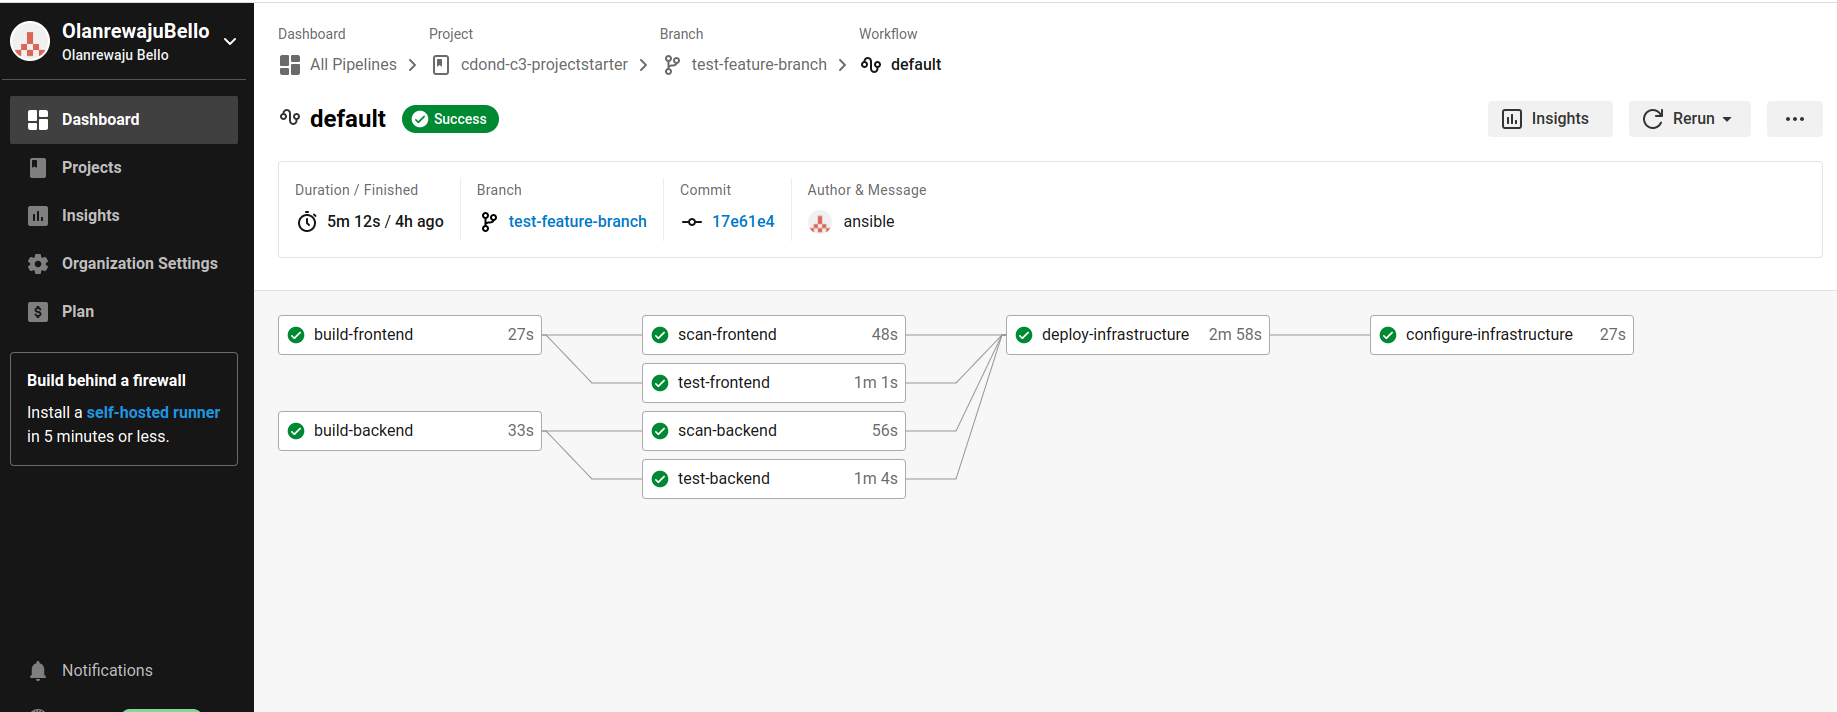 OlanrewajuBello
Olanrewaju Bello
Dashboard
Projects
Insights
Organization Settings
Plan
Build behind a firewall
Install a self-hosted runner
in 5 minutes or less.
Notifications
Dashboard Project Branch Workflow
All Pipelines cdond-c3-projectstarter test-feature-branch default
default Success Insights Rerun
Duration / Finished Branch Commit Author & Message
5m 12s / 4h ago test-feature-branch 17e61e4 ansible
build-frontend 27s scan-frontend 48s deploy-infrastructure 2m 58s configure-infrastructure 27s
test-frontend 1m 1s
build-backend 33s scan-backend 56s
test-backend 1m 4s